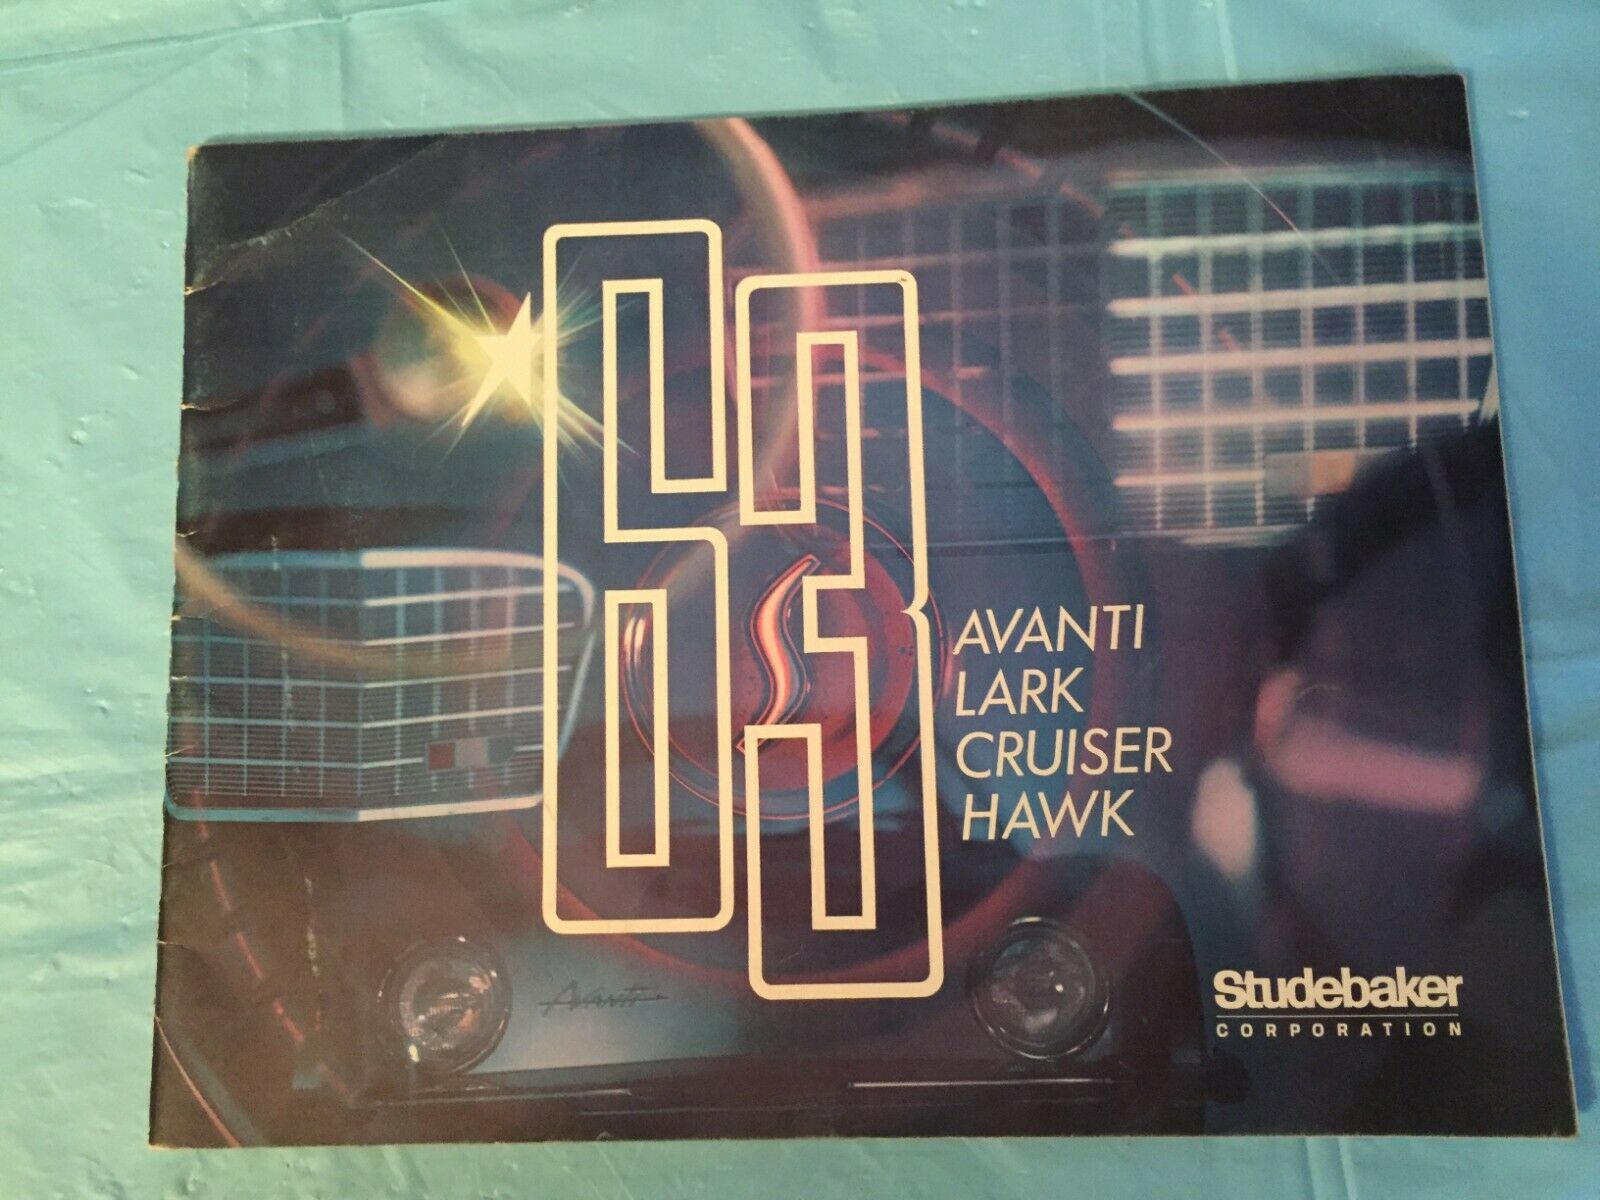 63
AVANTI
LARK
CRUISER
HAWK
Avanti
Studebaker
CORPORATION